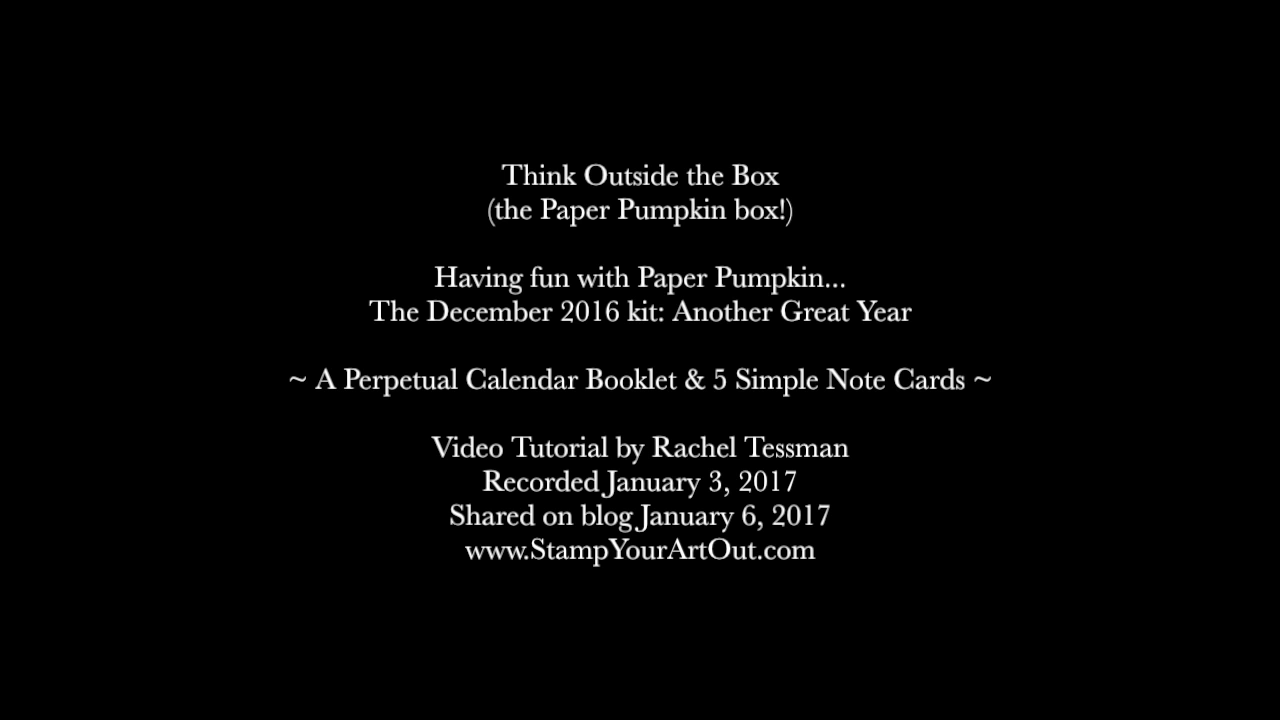 Think Outside the Box
(the Paper Pumpkin box!)
Having fun with Paper Pumpkin...
The December 2016 kit: Another Great Year
~ A Perpetual Calendar Booklet & 5 Simple Note Cards ~
Video Tutorial by Rachel Tessman
Recorded January 3, 2017
Shared on blog January 6, 2017
www.StampYourArtOut.com